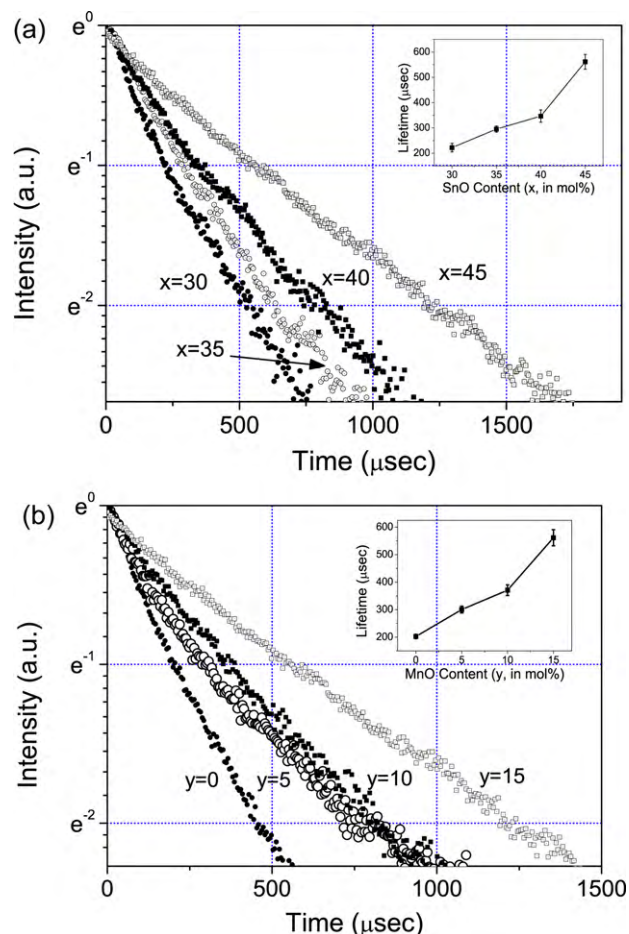 (a)
e⁰
e⁻¹
e⁻²
Intensity (a.u.)
x=30
x=35
x=40
x=45
0 500 1000 1500
Time (μsec)
600
500
400
300
200
Lifetime (μsec)
30 35 40 45
SnO Content (x, in mol%)
(b)
e⁰
e⁻¹
e⁻²
Intensity (a.u.)
y=0 y=5 y=10 y=15
0 500 1000 1500
Time (μsec)
600
500
400
300
200
Lifetime (μsec)
0 5 10 15
MnO Content (y, in mol%)